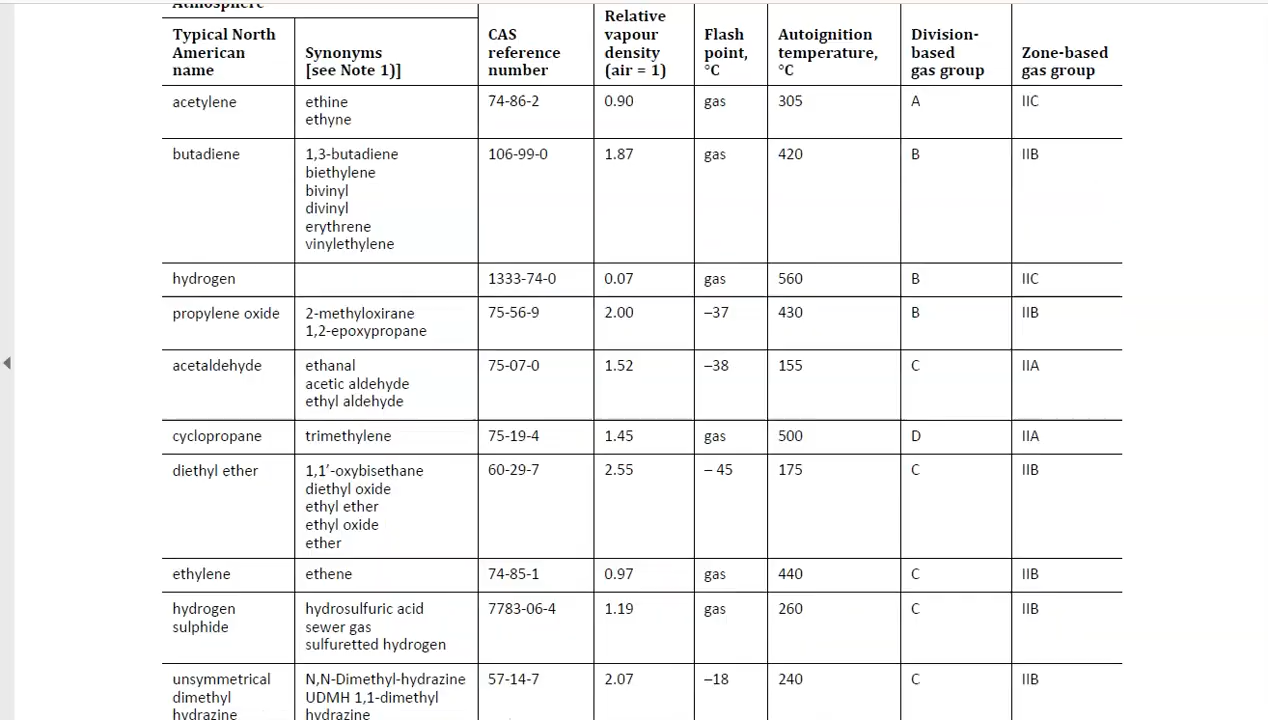 Atmosphere
Typical North American name | Synonyms [see Note 1)] | CAS reference number | Relative vapour density (air = 1) | Flash point, °C | Autoignition temperature, °C | Division-based gas group | Zone-based gas group
acetylene | ethine | 74-86-2 | 0.90 | gas | 305 | A | IIC
ethyne
butadiene | 1,3-butadiene | 106-99-0 | 1.87 | gas | 420 | B | IIB
biethylene
bivinyl
divinyl
erythrene
vinylethylene
hydrogen | 1333-74-0 | 0.07 | gas | 560 | B | IIC
propylene oxide | 2-methyloxirane | 75-56-9 | 2.00 | –37 | 430 | B | IIB
1,2-epoxypropane
acetaldehyde | ethanal | 75-07-0 | 1.52 | –38 | 155 | C | IIA
acetic aldehyde
ethyl aldehyde
cyclopropane | trimethylene | 75-19-4 | 1.45 | gas | 500 | D | IIA
diethyl ether | 1,1′-oxybisethane | 60-29-7 | 2.55 | – 45 | 175 | C | IIB
diethyl oxide
ethyl ether
ethyl oxide
ether
ethylene | ethene | 74-85-1 | 0.97 | gas | 440 | C | IIB
hydrogen | hydrosulfuric acid | 7783-06-4 | 1.19 | gas | 260 | C | IIB
sulphide | sewer gas
sulfuretted hydrogen
unsymmetrical | N,N-Dimethyl-hydrazine | 57-14-7 | 2.07 | –18 | 240 | C | IIB
dimethyl | UDMH 1,1-dimethyl
hydrazine | hydrazine